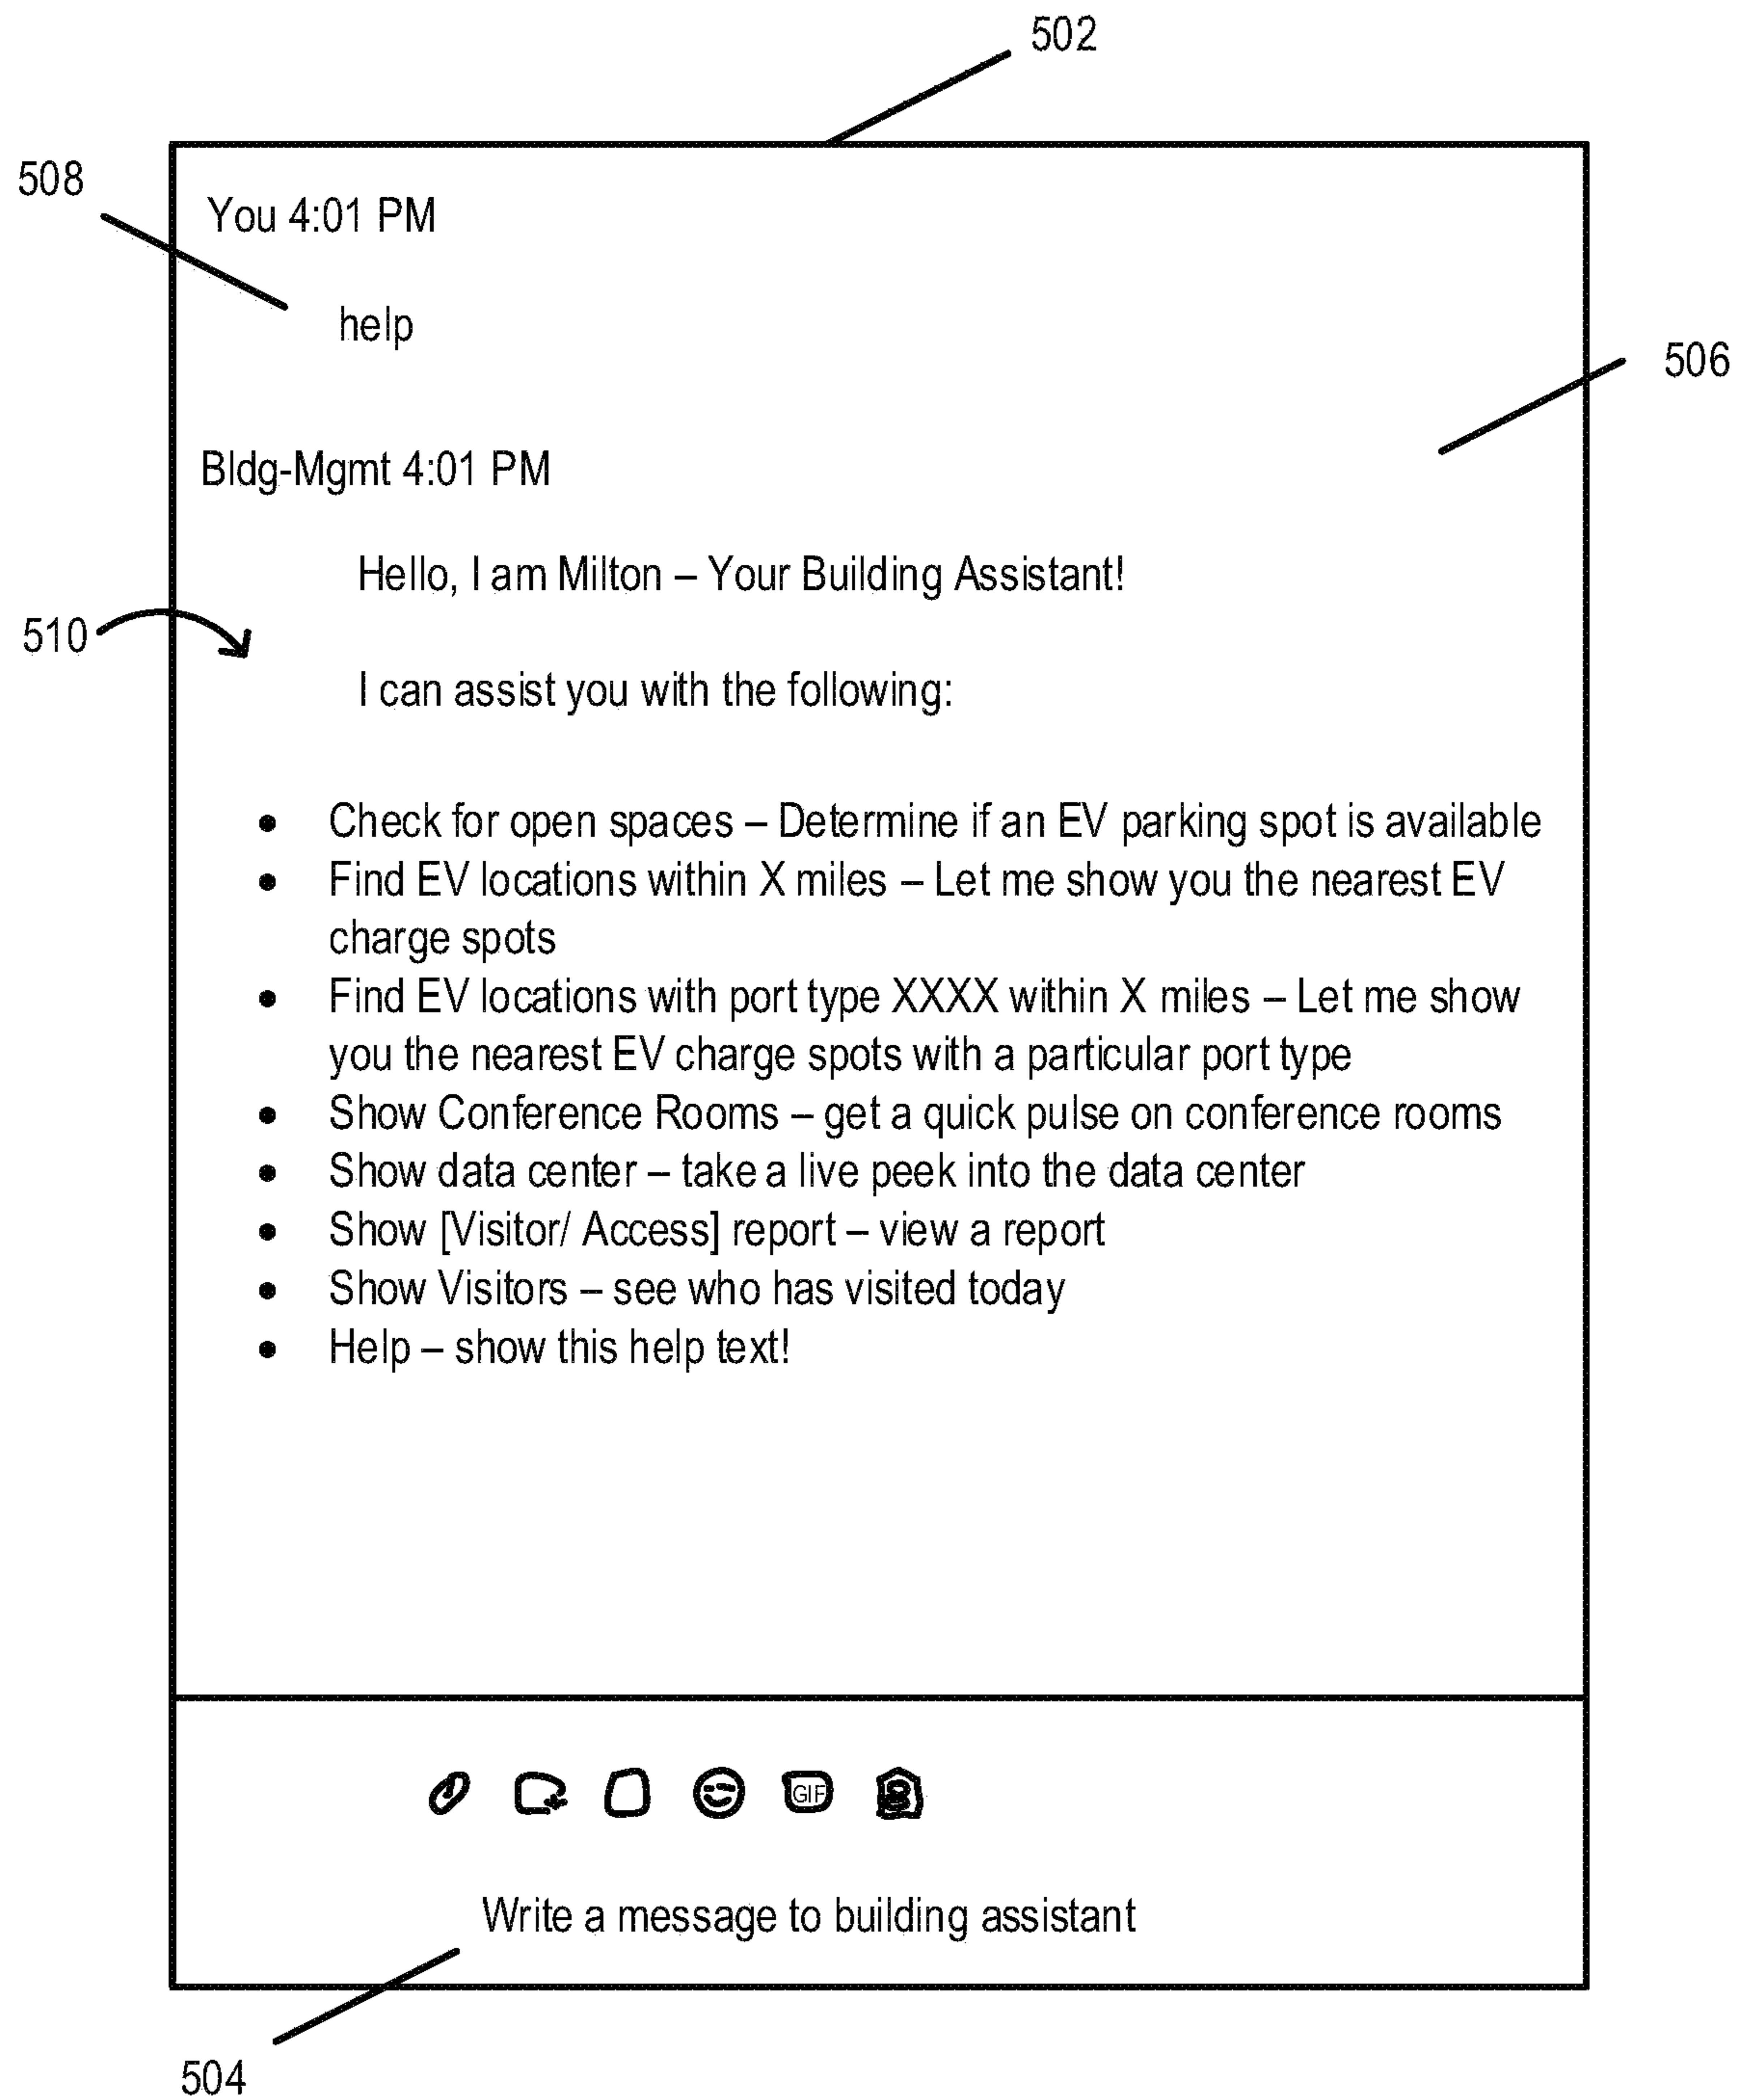 502
508
You 4:01 PM
help
506
Bldg-Mgmt 4:01 PM
Hello, I am Milton – Your Building Assistant!
510
I can assist you with the following:
• Check for open spaces – Determine if an EV parking spot is available
• Find EV locations within X miles – Let me show you the nearest EV
charge spots
• Find EV locations with port type XXXX within X miles – Let me show
you the nearest EV charge spots with a particular port type
• Show Conference Rooms – get a quick pulse on conference rooms
• Show data center – take a live peek into the data center
• Show [Visitor/ Access] report – view a report
• Show Visitors – see who has visited today
• Help – show this help text!
GIF
Write a message to building assistant
504